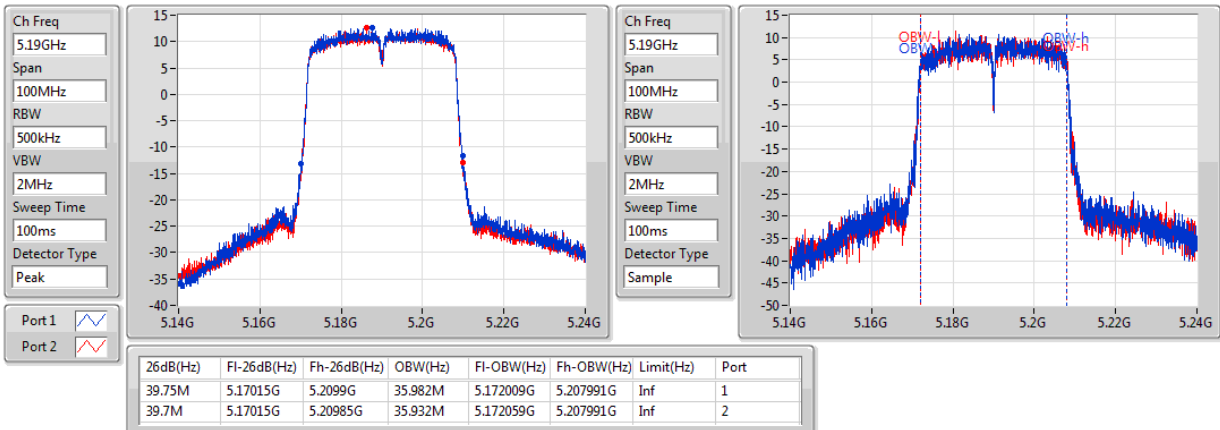 Ch Freq
5.19GHz
Span
100MHz
RBW
500kHz
VBW
2MHz
Sweep Time
100ms
Detector Type
Peak
Port 1
Port 2
15
10
5
0
-5
-10
-15
-20
-25
-30
-35
-40
5.14G 5.16G 5.18G 5.2G 5.22G 5.24G
Ch Freq
5.19GHz
Span
100MHz
RBW
500kHz
VBW
2MHz
Sweep Time
100ms
Detector Type
Sample
15
10
5
0
-5
-10
-15
-20
-25
-30
-35
-40
-45
-50
OBW-h
5.14G 5.16G 5.18G 5.2G 5.22G 5.24G
26dB(Hz) Fl-26dB(Hz) Fh-26dB(Hz) OBW(Hz) Fl-OBW(Hz) Fh-OBW(Hz) Limit(Hz) Port
39.75M 5.17015G 5.2099G 35.982M 5.172009G 5.207991G Inf 1
39.7M 5.17015G 5.20985G 35.932M 5.172059G 5.207991G Inf 2